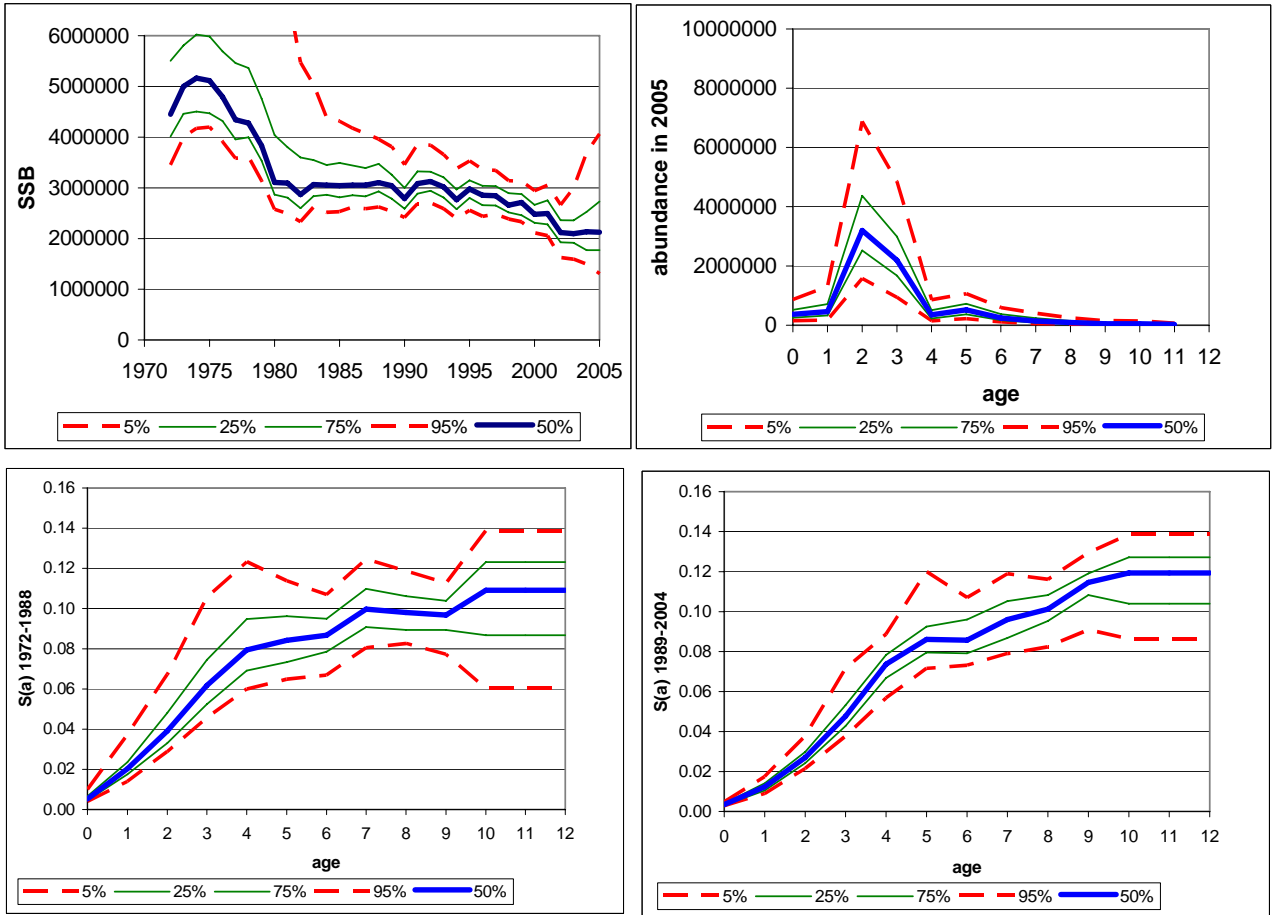 6000000
5000000
4000000
3000000
2000000
1000000
0
SSB
1970 1975 1980 1985 1990 1995 2000 2005
5% 25% 75% 95% 50%
10000000
8000000
6000000
4000000
2000000
0
abundance in 2005
0 1 2 3 4 5 6 7 8 9 10 11 12
age
5% 25% 75% 95% 50%
0.16
0.14
0.12
0.10
0.08
0.06
0.04
0.02
0.00
S(a) 1972-1988
0 1 2 3 4 5 6 7 8 9 10 11 12
age
5% 25% 75% 95% 50%
0.16
0.14
0.12
0.10
0.08
0.06
0.04
0.02
0.00
S(a) 1989-2004
0 1 2 3 4 5 6 7 8 9 10 11 12
age
5% 25% 75% 95% 50%